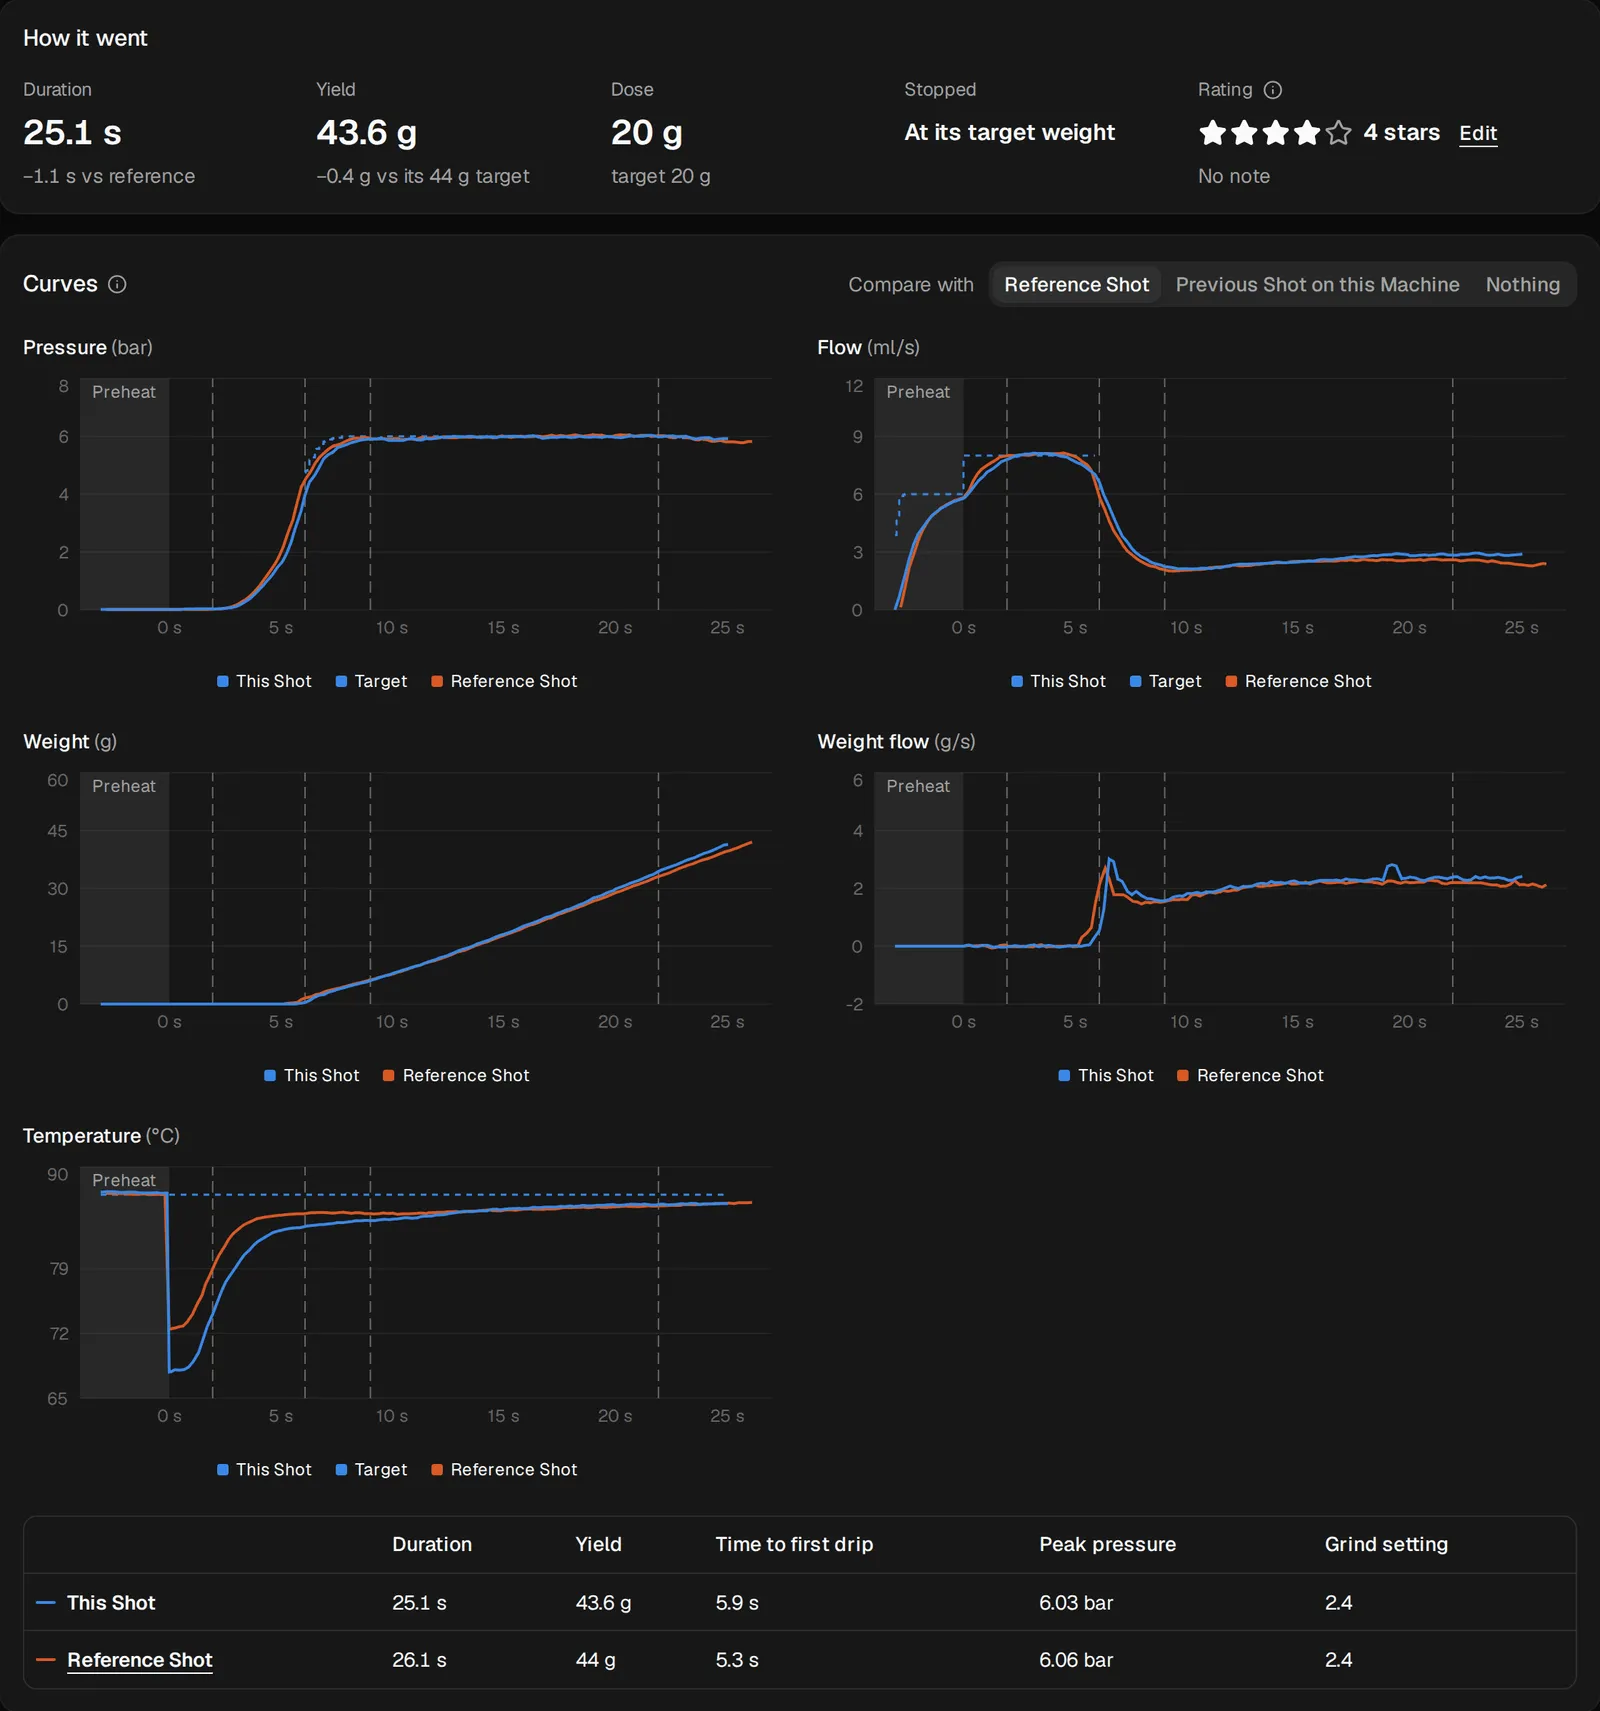 How it went
Duration
Yield
Dose
Stopped
Rating
25.1 s
43.6 g
20 g
At its target weight
4 stars
Edit
−1.1 s vs reference
−0.4 g vs its 44 g target
target 20 g
No note
Curves
Compare with
Reference Shot
Previous Shot on this Machine
Nothing
Pressure (bar)
8
6
4
2
0
Preheat
0 s
5 s
10 s
15 s
20 s
25 s
This Shot
Target
Reference Shot
Flow (ml/s)
12
9
6
3
0
Preheat
0 s
5 s
10 s
15 s
20 s
25 s
This Shot
Target
Reference Shot
Weight (g)
60
45
30
15
0
Preheat
0 s
5 s
10 s
15 s
20 s
25 s
This Shot
Reference Shot
Weight flow (g/s)
6
4
2
0
-2
Preheat
0 s
5 s
10 s
15 s
20 s
25 s
This Shot
Reference Shot
Temperature (°C)
90
79
72
65
Preheat
0 s
5 s
10 s
15 s
20 s
25 s
This Shot
Target
Reference Shot
Duration
Yield
Time to first drip
Peak pressure
Grind setting
This Shot
25.1 s
43.6 g
5.9 s
6.03 bar
2.4
Reference Shot
26.1 s
44 g
5.3 s
6.06 bar
2.4